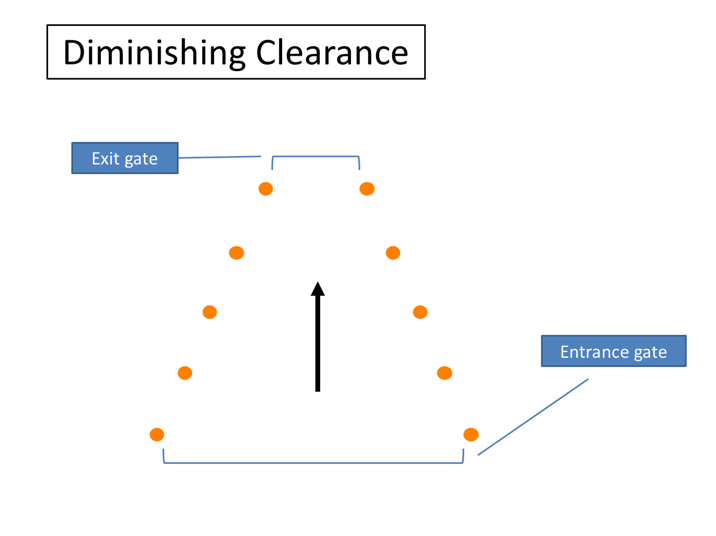 Diminishing Clearance
Exit gate
Entrance gate